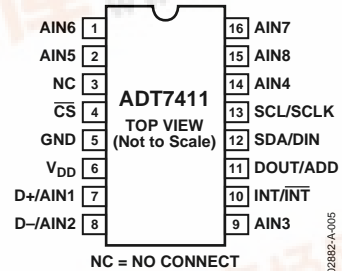 AIN6 1
AIN5 2
NC 3
C̅S̅ 4
GND 5
VDD 6
D+/AIN1 7
D–/AIN2 8
ADT7411
TOP VIEW
(Not to Scale)
16 AIN7
15 AIN8
14 AIN4
13 SCL/SCLK
12 SDA/DIN
11 DOUT/ADD
10 INT/I̅N̅T̅
9 AIN3
NC = NO CONNECT
02882-A-005